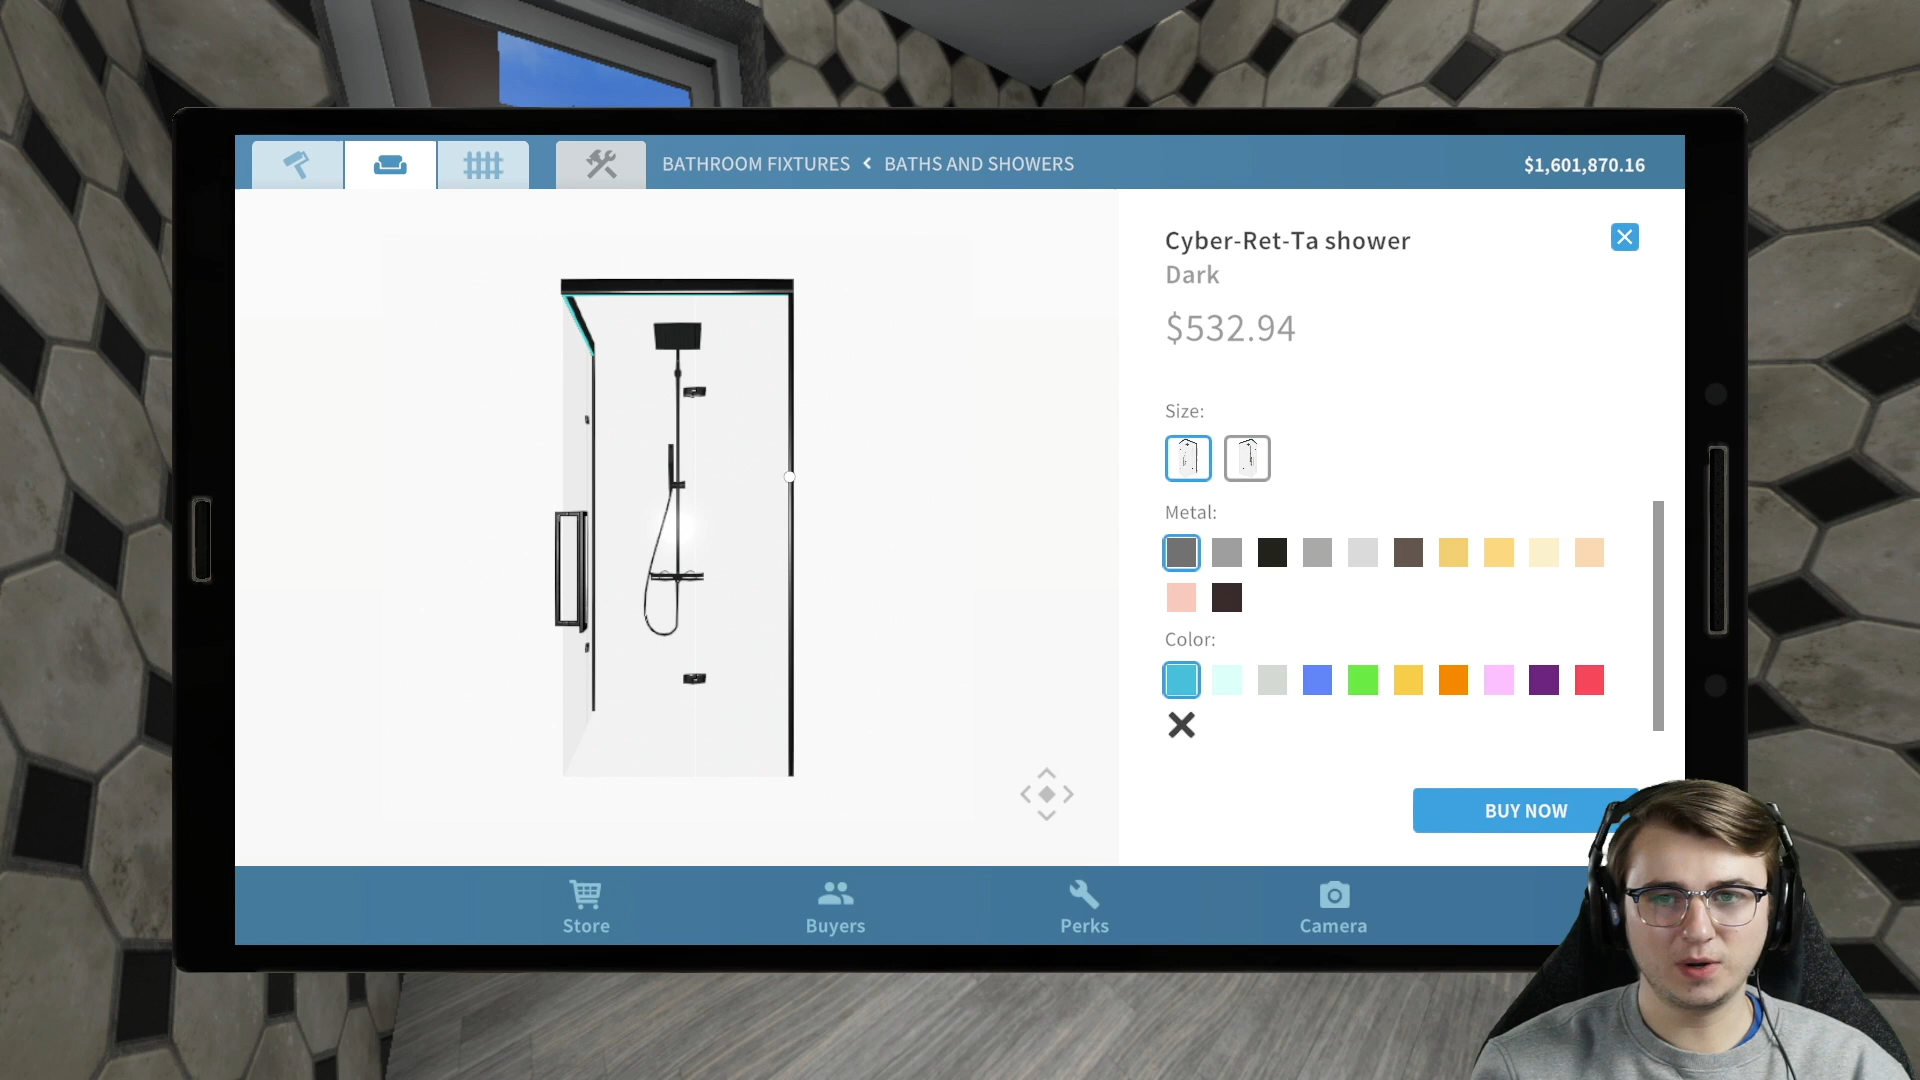 BATHROOM FIXTURES < BATHS AND SHOWERS
$1,601,870.16
Cyber-Ret-Ta shower
Dark
$532.94
Size:
Metal:
Color:
BUY NOW
Store
Buyers
Perks
Camera